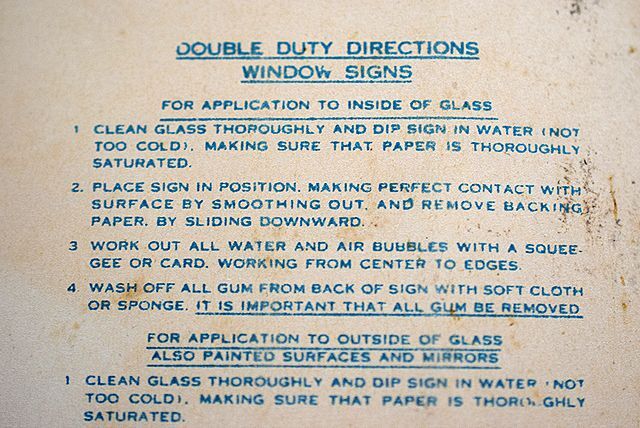 DOUBLE DUTY DIRECTIONS
WINDOW SIGNS
FOR APPLICATION TO INSIDE OF GLASS
1 CLEAN GLASS THOROUGHLY AND DIP SIGN IN WATER (NOT
TOO COLD). MAKING SURE THAT PAPER IS THOROUGHLY
SATURATED.
2. PLACE SIGN IN POSITION. MAKING PERFECT CONTACT WITH
SURFACE BY SMOOTHING OUT. AND REMOVE BACKING
PAPER. BY SLIDING DOWNWARD.
3 WORK OUT ALL WATER AND AIR BUBBLES WITH A SQUEE-
GEE OR CARD. WORKING FROM CENTER TO EDGES.
4 WASH OFF ALL GUM FROM BACK OF SIGN WITH SOFT CLOTH
OR SPONGE. IT IS IMPORTANT THAT ALL GUM BE REMOVED
FOR APPLICATION TO OUTSIDE OF GLASS
ALSO PAINTED SURFACES AND MIRRORS
1 CLEAN GLASS THOROUGHLY AND DIP SIGN IN WATER (NOT
TOO COLD). MAKING SURE THAT PAPER IS THOROUGHLY
SATURATED.